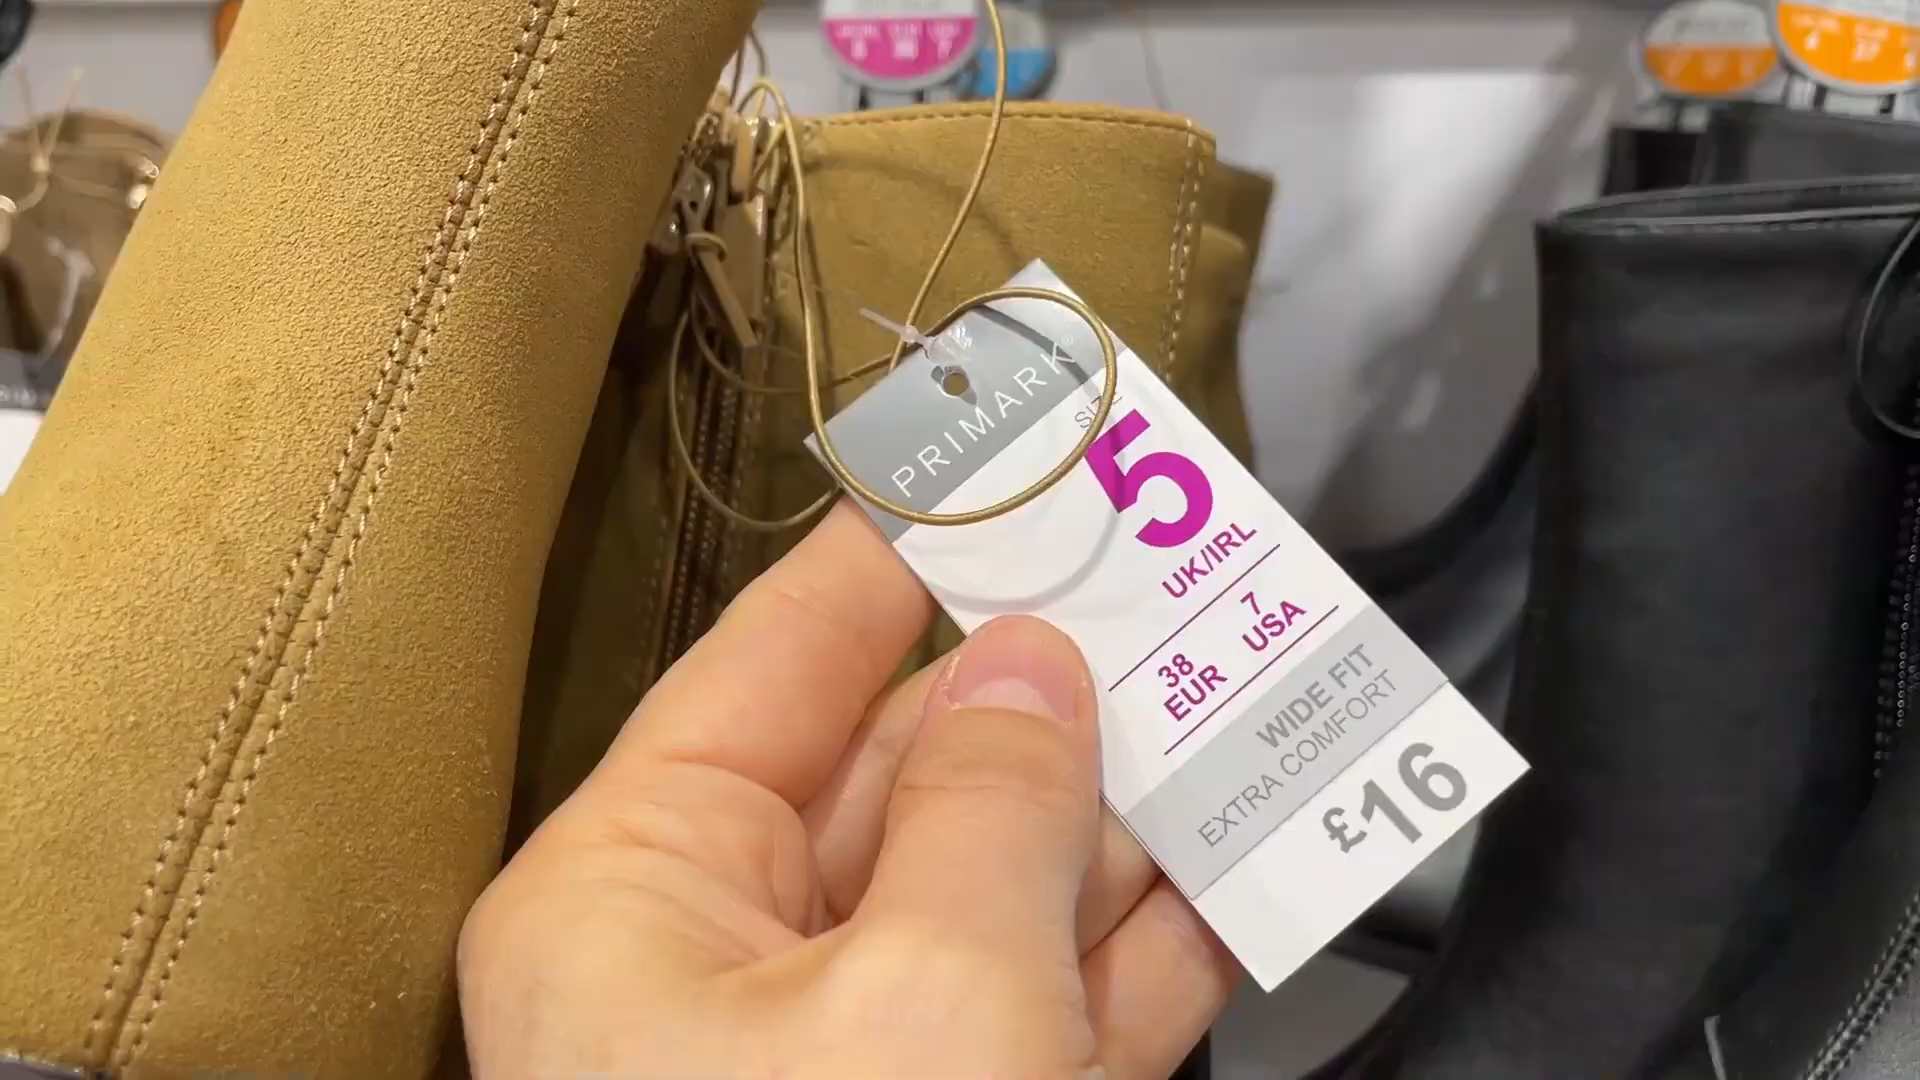 PRIMARK®
SIZE
5
UK/IRL
38 7
EUR USA
WIDE FIT
EXTRA COMFORT
£16